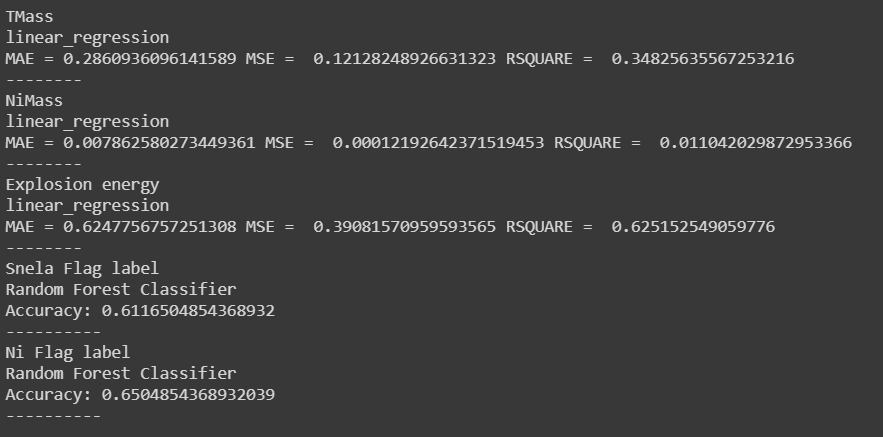 TMass
linear_regression
MAE = 0.2860936096141589 MSE =  0.12128248926631323 RSQUARE =  0.34825635567253216
--------
NiMass
linear_regression
MAE = 0.007862580273449361 MSE =  0.00012192642371519453 RSQUARE =  0.011042029872953366
--------
Explosion energy
linear_regression
MAE = 0.6247756757251308 MSE =  0.39081570959593565 RSQUARE =  0.625152549059776
--------
Snela Flag label
Random Forest Classifier
Accuracy: 0.6116504854368932
----------
Ni Flag label
Random Forest Classifier
Accuracy: 0.6504854368932039
----------